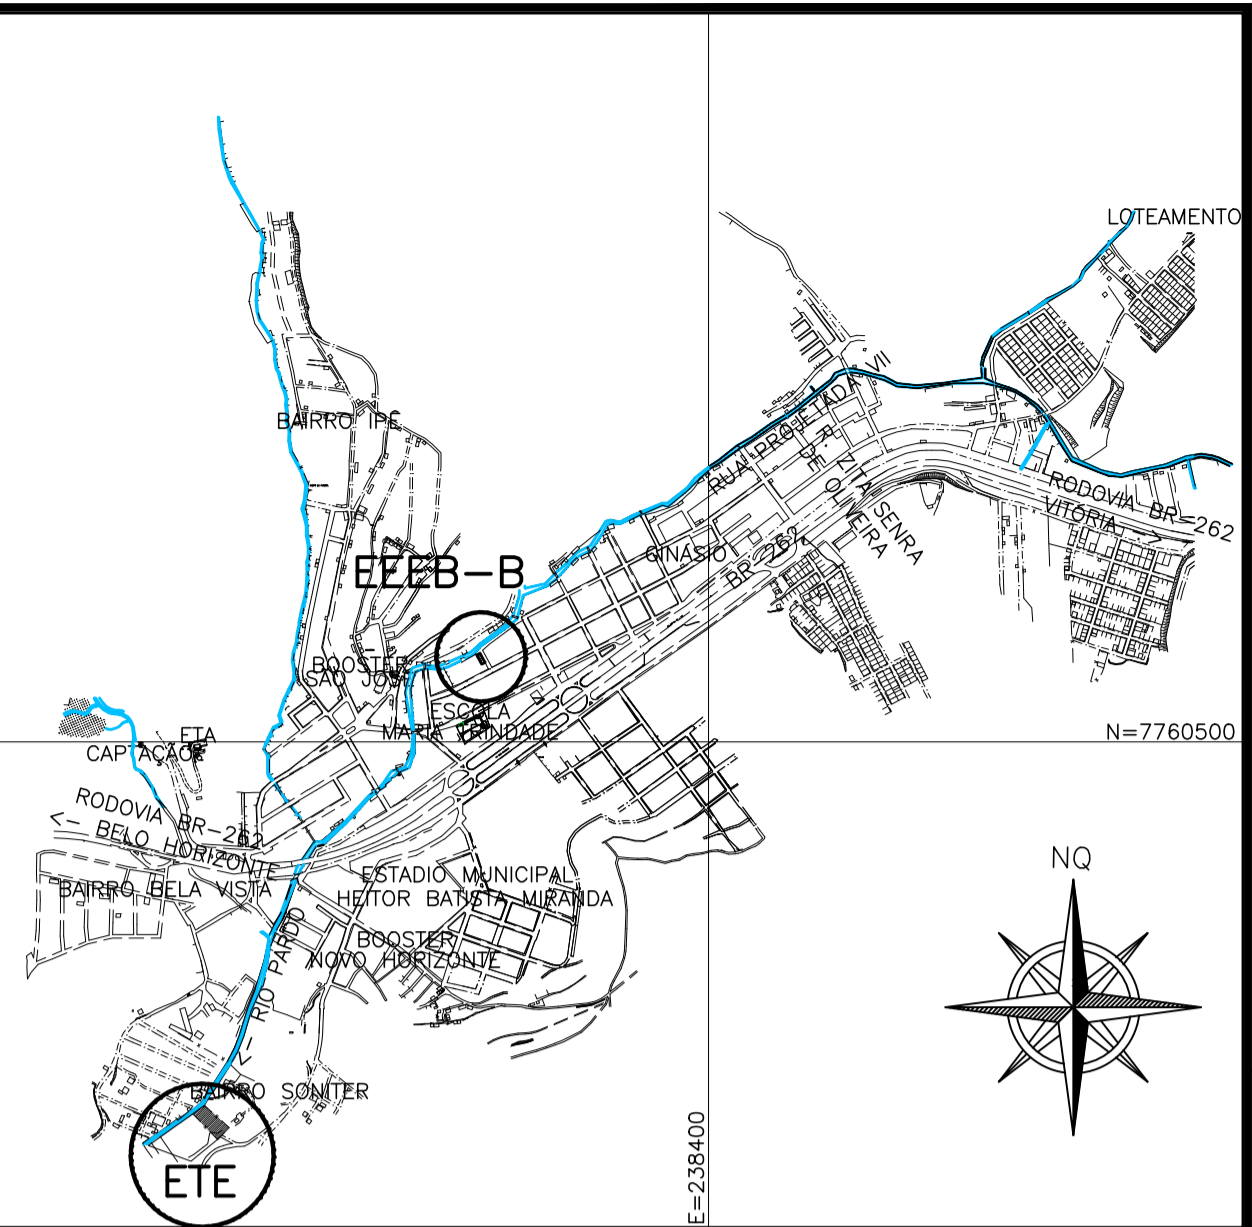 LOTEAMENTO
BAIRRO IPÊ
RUA PROJETADA VII
R. ZITA SENRA
DE OLIVEIRA
RODOVIA BR-262
VITÓRIA
GINÁSIO
BR-262
EEEB-B
BOOSTER
SÃO JOSÉ
ESCOLA
MARIA TRINDADE
N=7760500
ETA
CAPTAÇÃO
RODOVIA BR-262
<- BELO HORIZONTE
BAIRRO BELA VISTA
ESTADIO MUNICIPAL
HEITOR BATISTA MIRANDA
NQ
BOOSTER
NOVO HORIZONTE
<- RIO PARDO
BAIRRO SONITER
E=238400
ETE